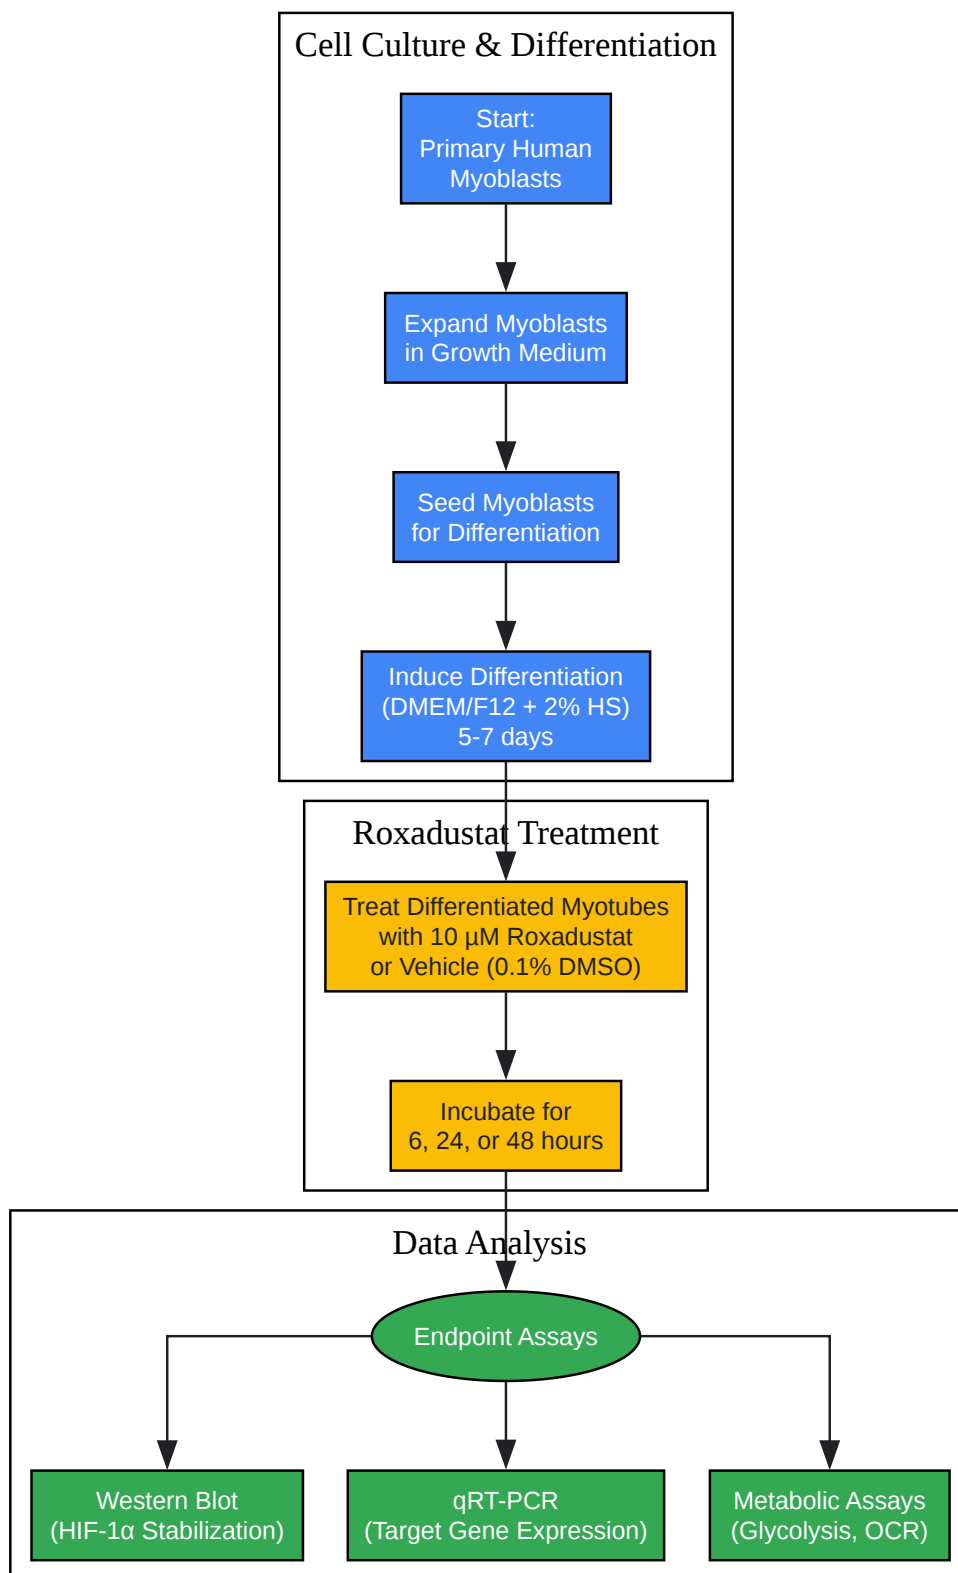 Cell Culture & Differentiation
Start:
Primary Human
Myoblasts
Expand Myoblasts
in Growth Medium
Seed Myoblasts
for Differentiation
Induce Differentiation
(DMEM/F12 + 2% HS)
5-7 days
Roxadustat Treatment
Treat Differentiated Myotubes
with 10 µM Roxadustat
or Vehicle (0.1% DMSO)
Incubate for
6, 24, or 48 hours
Data Analysis
Endpoint Assays
Western Blot
(HIF-1α Stabilization)
qRT-PCR
(Target Gene Expression)
Metabolic Assays
(Glycolysis, OCR)